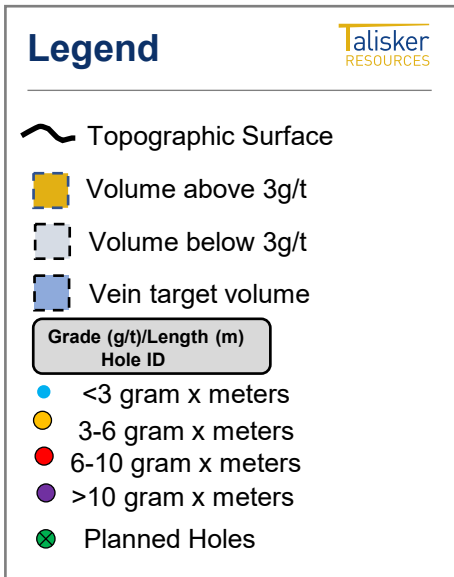 Legend
Talisker
RESOURCES
Topographic Surface
Volume above 3g/t
Volume below 3g/t
Vein target volume
Grade (g/t)/Length (m)
Hole ID
<3 gram x meters
3-6 gram x meters
6-10 gram x meters
>10 gram x meters
Planned Holes